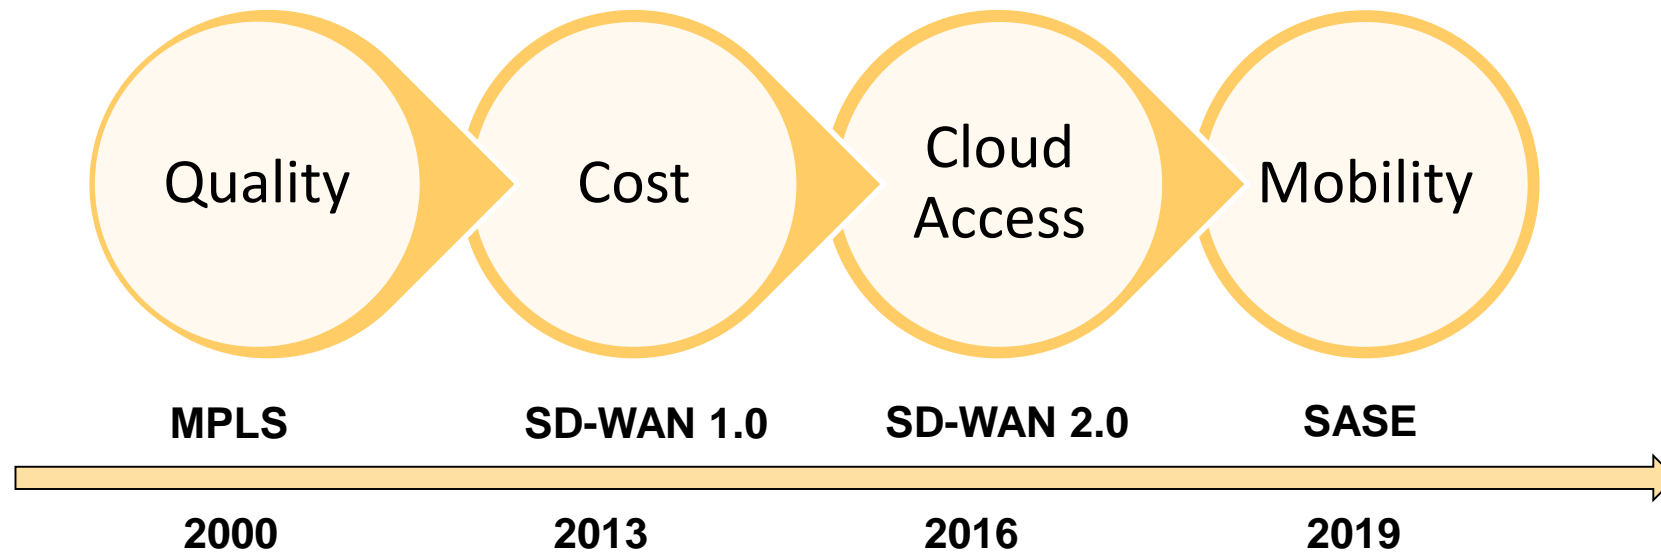 Quality
Cost
Cloud
Access
Mobility
MPLS
SD-WAN 1.0
SD-WAN 2.0
SASE
2000
2013
2016
2019